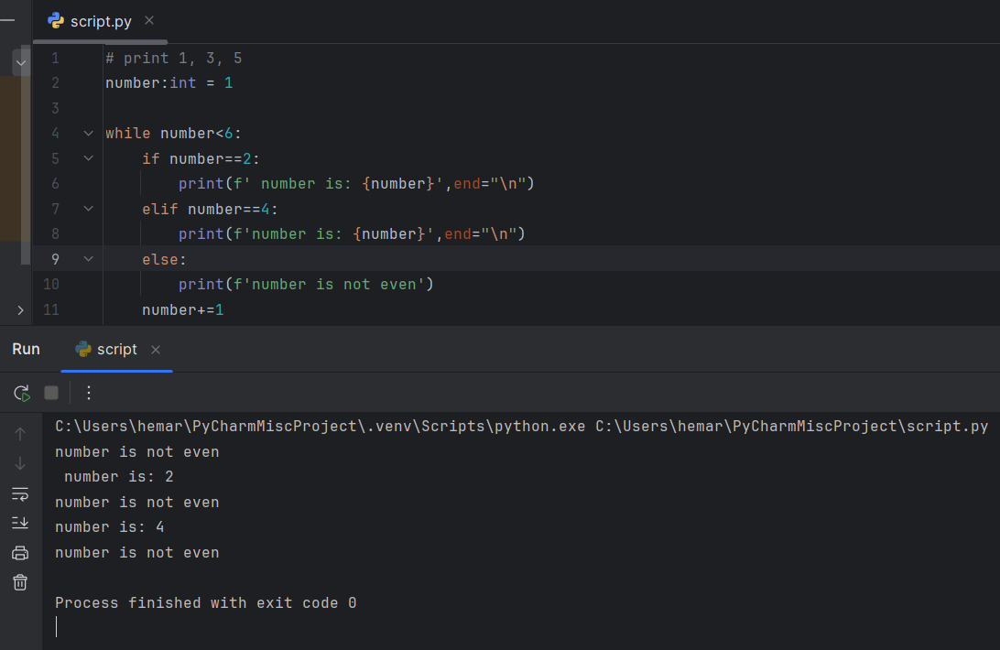 script.py
1 # print 1, 3, 5
2 number:int = 1
3
4 while number<6:
5     if number==2:
6         print(f' number is: {number}',end="\n")
7     elif number==4:
8         print(f'number is: {number}',end="\n")
9     else:
10         print(f'number is not even')
11     number+=1
Run script
C:\Users\hemar\PyCharmMiscProject\.venv\Scripts\python.exe C:\Users\hemar\PyCharmMiscProject\script.py
number is not even
 number is: 2
number is not even
number is: 4
number is not even
Process finished with exit code 0